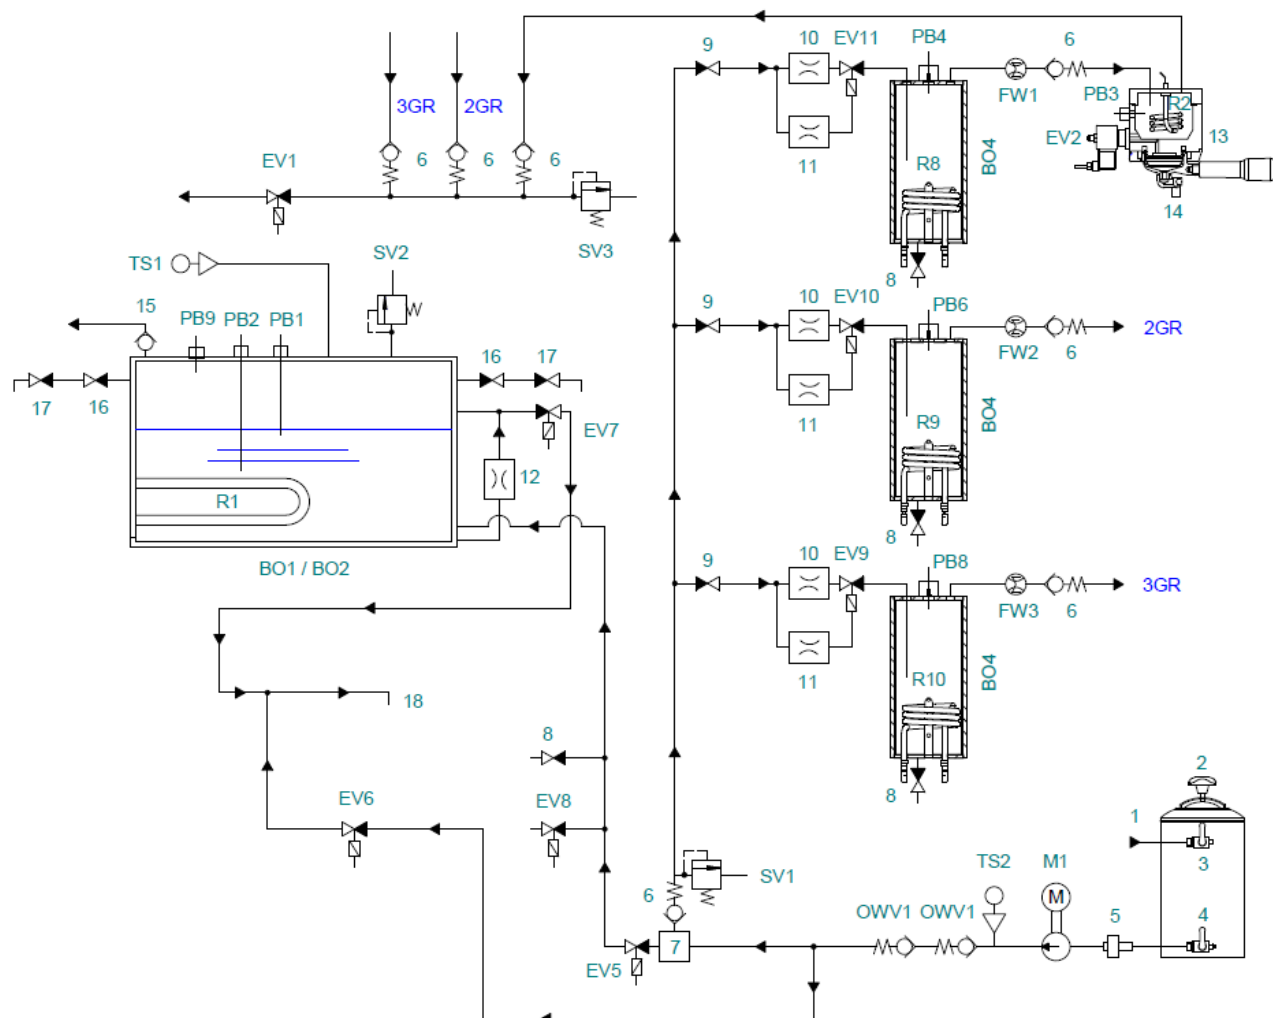 9
10
EV11
PB4
6
3GR
2GR
FW1
PB3
R2
EV1
6
6
6
11
R8
BO4
EV2
13
14
SV3
TS1
SV2
8
15
PB9
PB2
PB1
9
10
EV10
PB6
2GR
16
17
FW2
6
17
16
EV7
11
R9
BO4
12
R1
8
BO1 / BO2
9
10
EV9
PB8
3GR
FW3
6
11
R10
BO4
18
8
8
2
EV6
EV8
1
3
6
SV1
TS2
M1
M
OWV1
OWV1
5
4
7
EV5